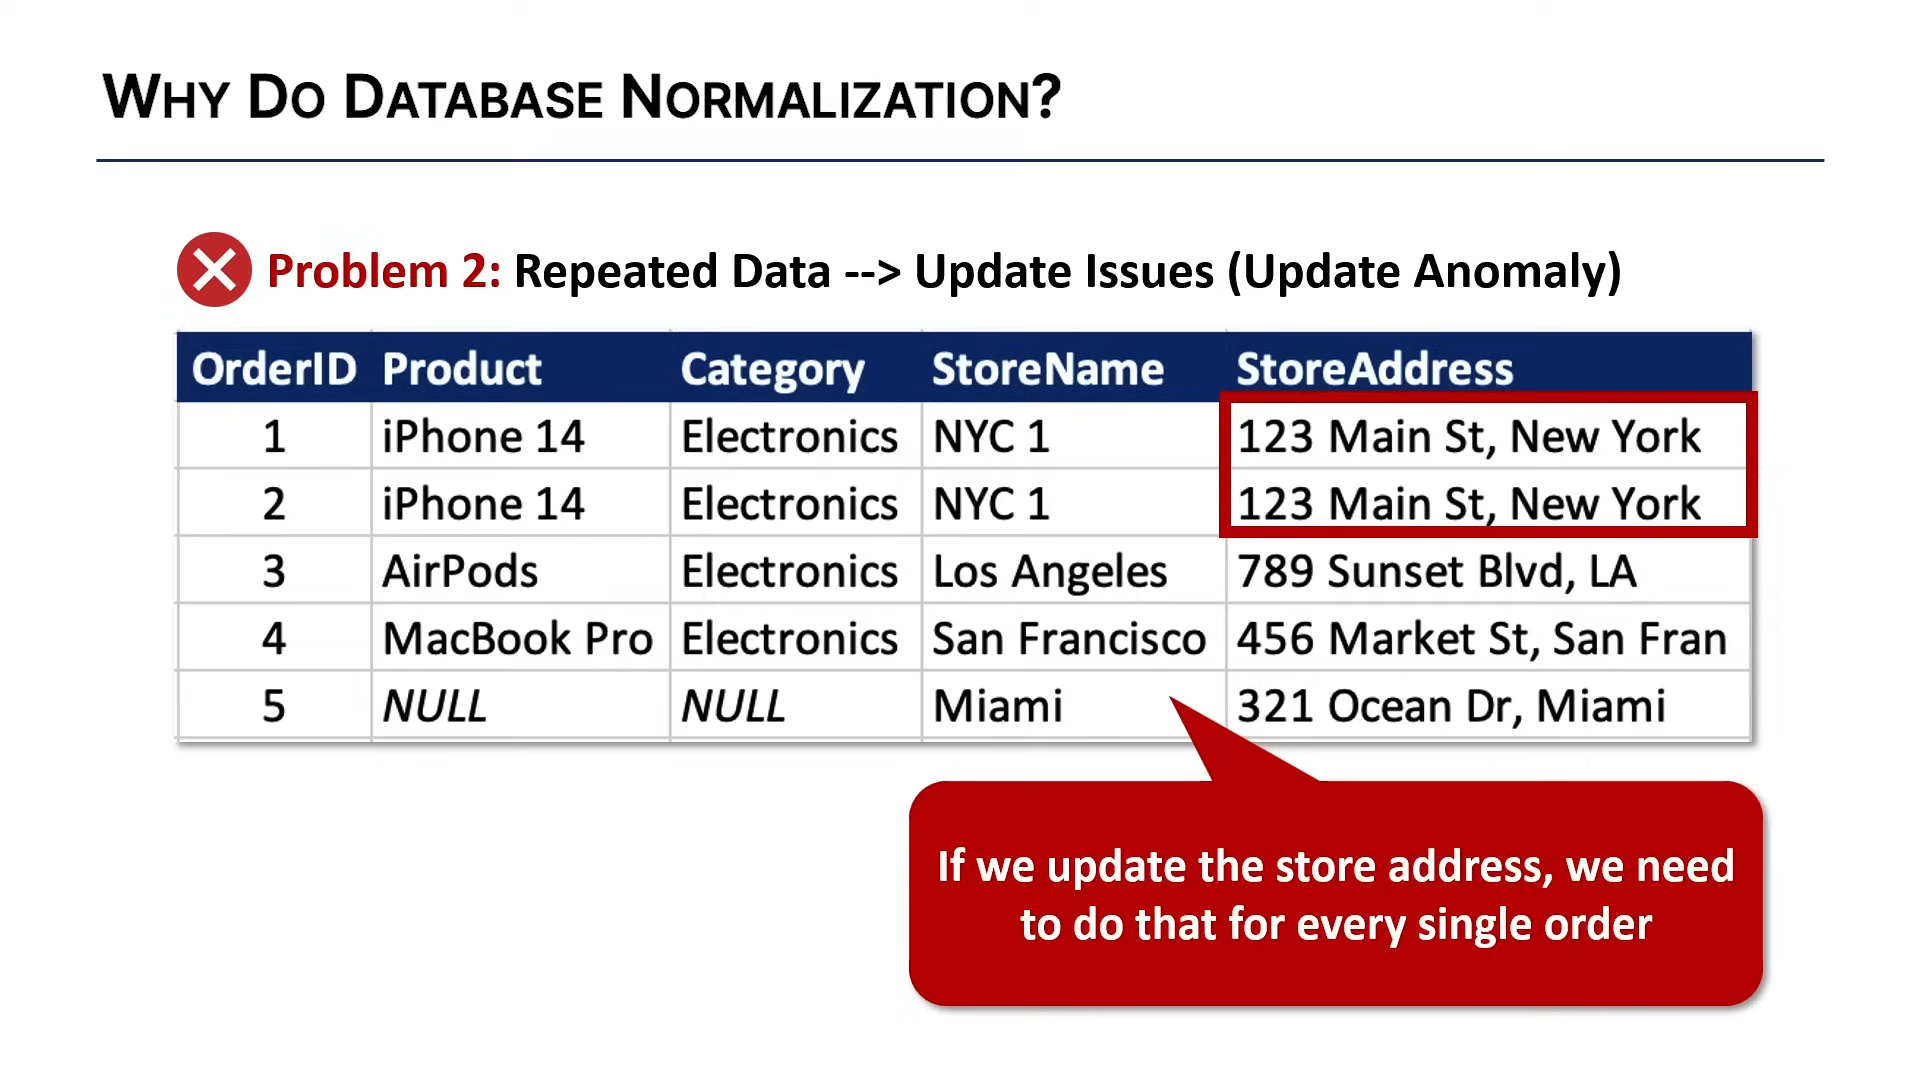 WHY DO DATABASE NORMALIZATION?
Problem 2: Repeated Data --> Update Issues (Update Anomaly)
OrderID Product Category StoreName StoreAddress
1 iPhone 14 Electronics NYC 1 123 Main St, New York
2 iPhone 14 Electronics NYC 1 123 Main St, New York
3 AirPods Electronics Los Angeles 789 Sunset Blvd, LA
4 MacBook Pro Electronics San Francisco 456 Market St, San Fran
5 NULL NULL Miami 321 Ocean Dr, Miami
If we update the store address, we need
to do that for every single order